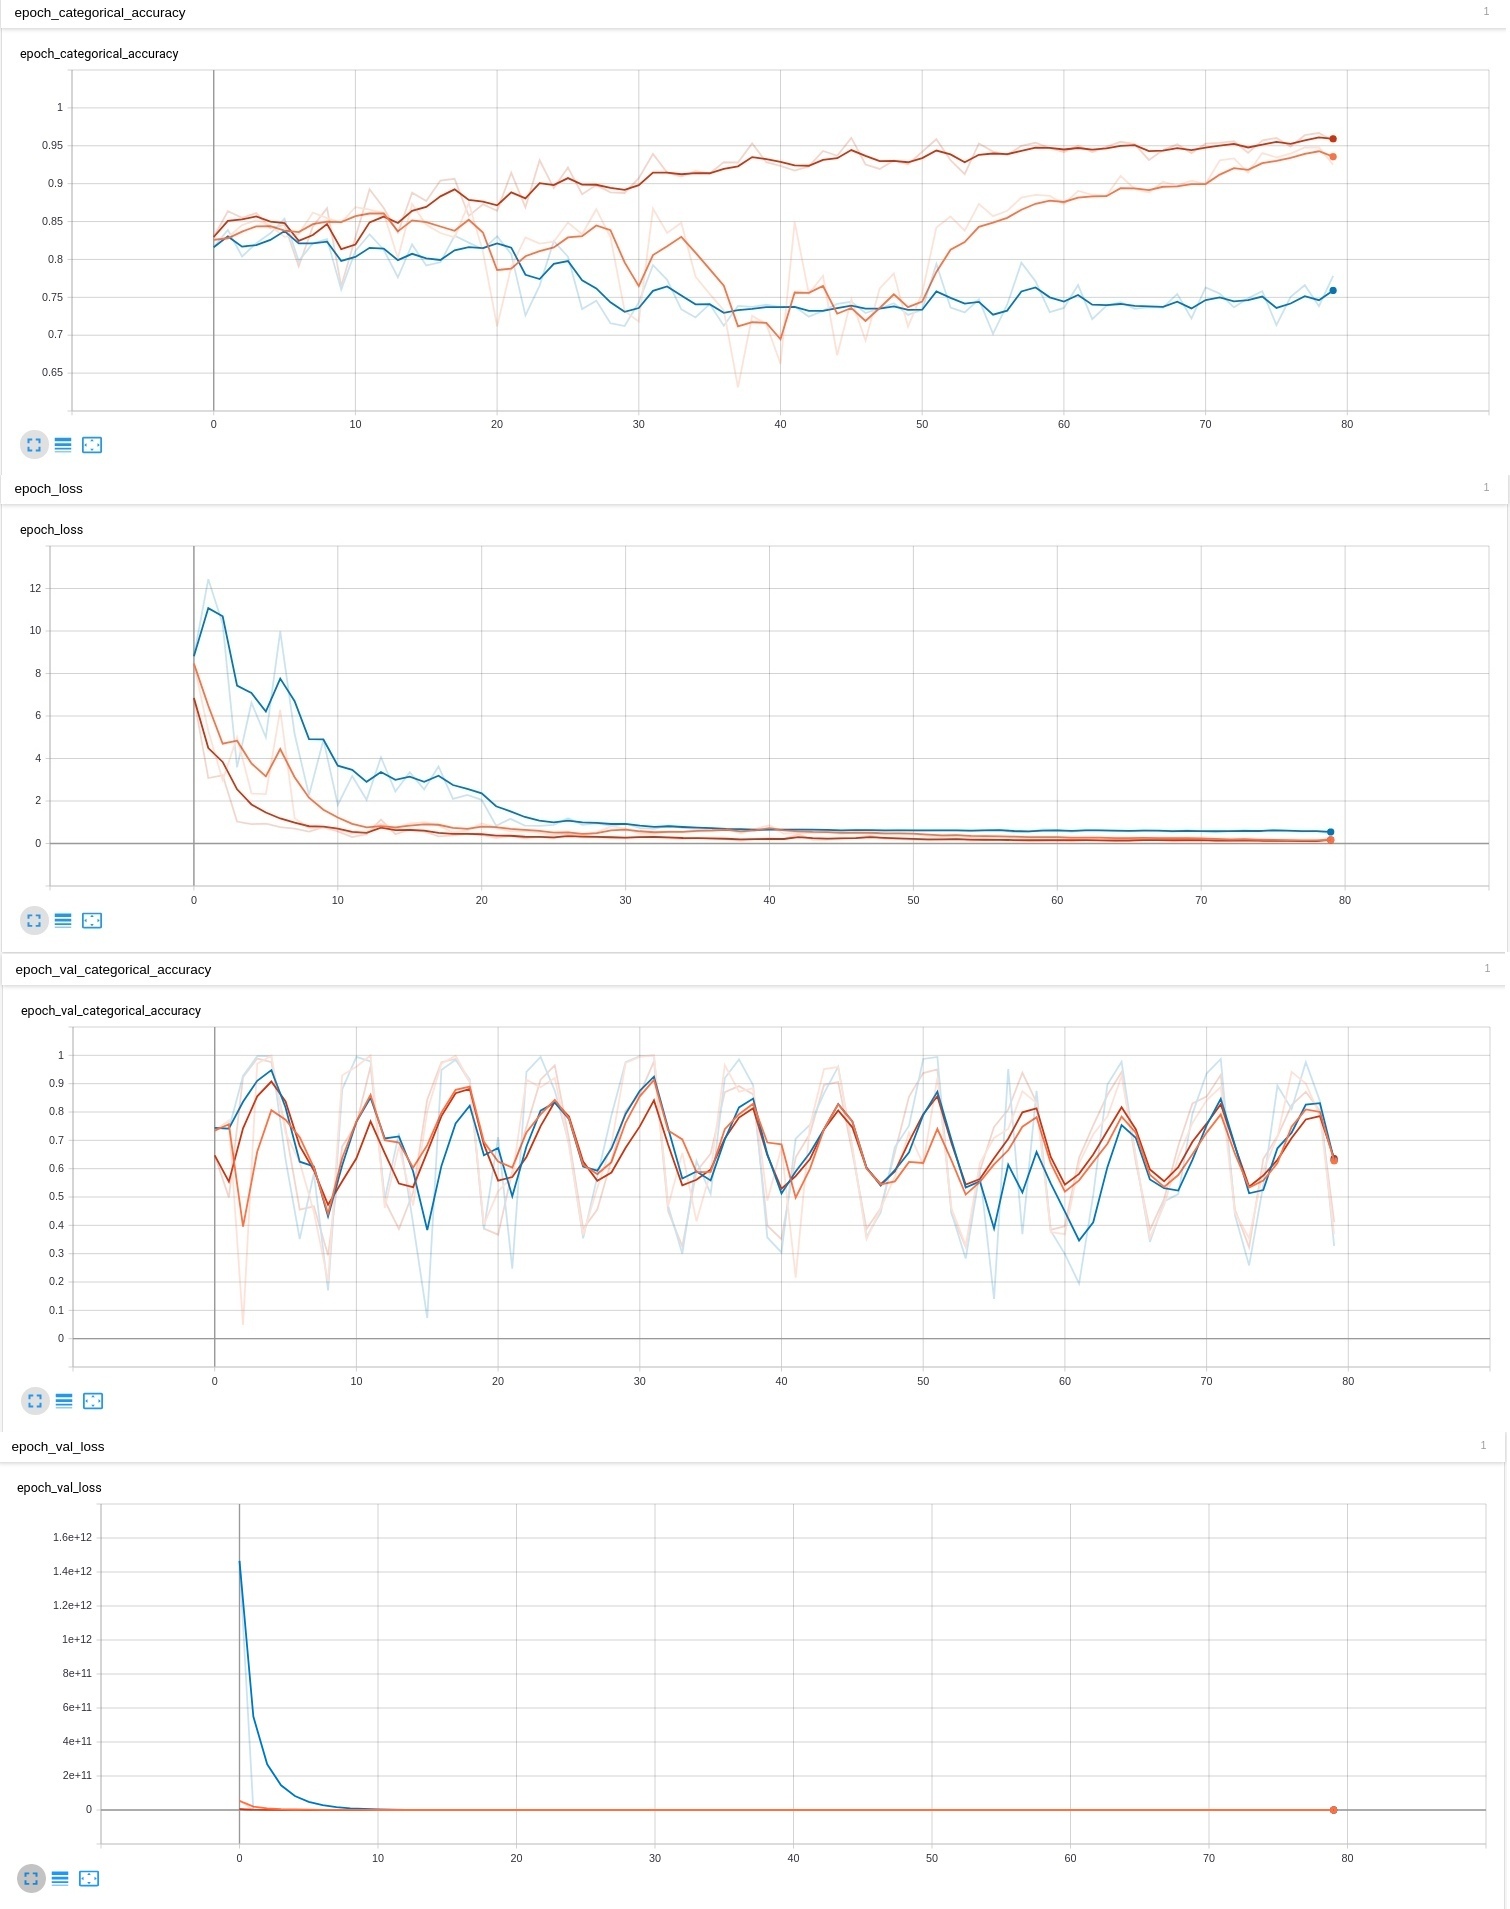 epoch_categorical_accuracy 1
epoch_categorical_accuracy
1
0.95
0.9
0.85
0.8
0.75
0.7
0.65
0 10 20 30 40 50 60 70 80
epoch_loss 1
epoch_loss
12
10
8
6
4
2
0
0 10 20 30 40 50 60 70 80
epoch_val_categorical_accuracy 1
epoch_val_categorical_accuracy
1
0.9
0.8
0.7
0.6
0.5
0.4
0.3
0.2
0.1
0
0 10 20 30 40 50 60 70 80
epoch_val_loss 1
epoch_val_loss
1.6e+12
1.4e+12
1.2e+12
1e+12
8e+11
6e+11
4e+11
2e+11
0
0 10 20 30 40 50 60 70 80